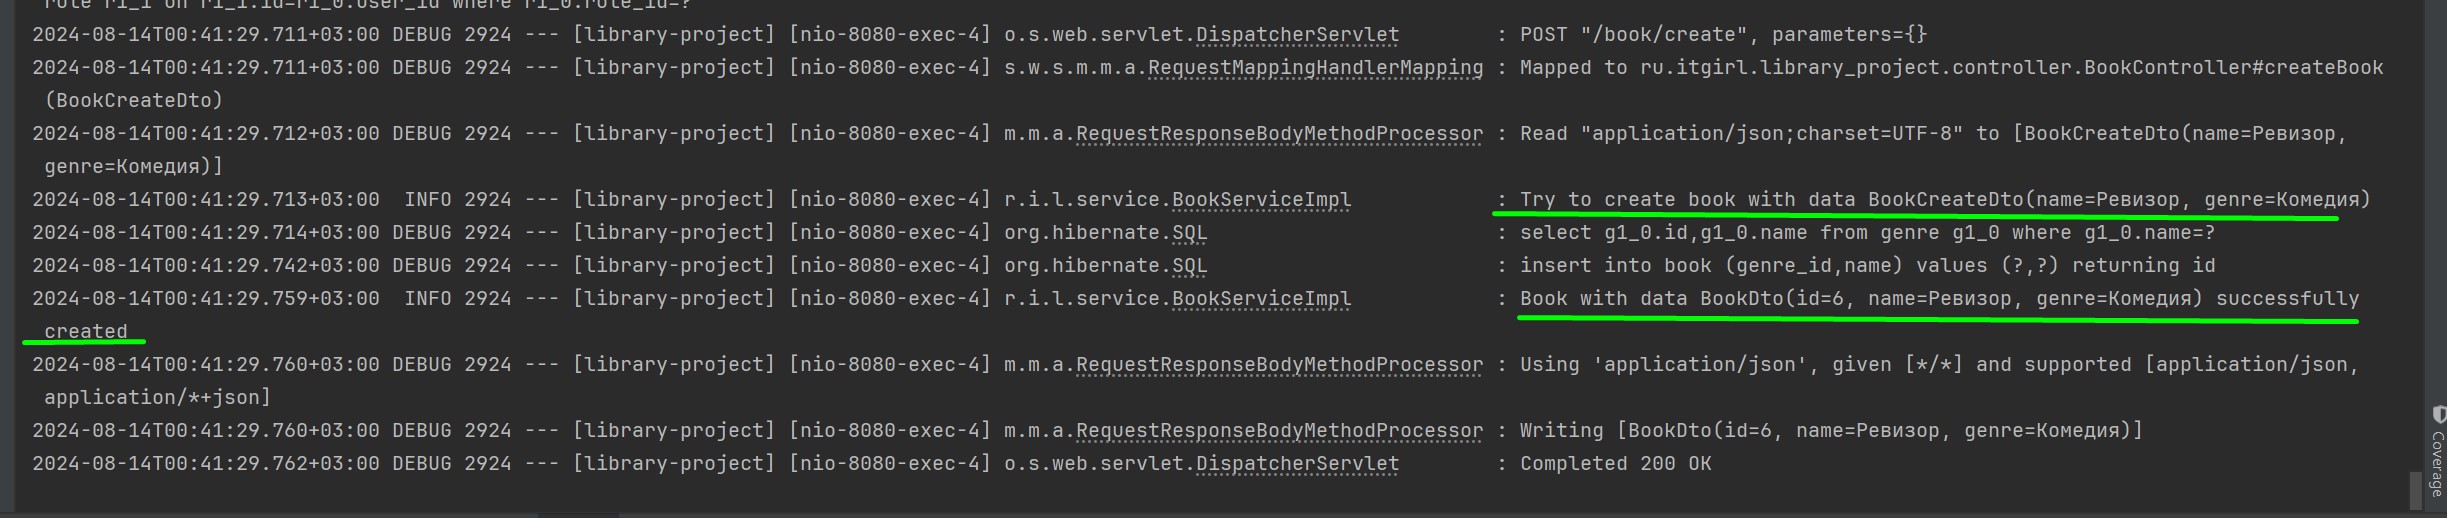 role r1_1 on r1_1.id=r1_0.user_id where r1_0.role_id=?
2024-08-14T00:41:29.711+03:00 DEBUG 2924 --- [library-project] [nio-8080-exec-4] o.s.web.servlet.DispatcherServlet : POST "/book/create", parameters={}
2024-08-14T00:41:29.711+03:00 DEBUG 2924 --- [library-project] [nio-8080-exec-4] s.w.s.m.m.a.RequestMappingHandlerMapping : Mapped to ru.itgirl.library_project.controller.BookController#createBook
(BookCreateDto)
2024-08-14T00:41:29.712+03:00 DEBUG 2924 --- [library-project] [nio-8080-exec-4] m.m.a.RequestResponseBodyMethodProcessor : Read "application/json;charset=UTF-8" to [BookCreateDto(name=Ревизор,
genre=Комедия)]
2024-08-14T00:41:29.713+03:00 INFO 2924 --- [library-project] [nio-8080-exec-4] r.i.l.service.BookServiceImpl : Try to create book with data BookCreateDto(name=Ревизор, genre=Комедия)
2024-08-14T00:41:29.714+03:00 DEBUG 2924 --- [library-project] [nio-8080-exec-4] org.hibernate.SQL : select g1_0.id,g1_0.name from genre g1_0 where g1_0.name=?
2024-08-14T00:41:29.742+03:00 DEBUG 2924 --- [library-project] [nio-8080-exec-4] org.hibernate.SQL : insert into book (genre_id,name) values (?,?) returning id
2024-08-14T00:41:29.759+03:00 INFO 2924 --- [library-project] [nio-8080-exec-4] r.i.l.service.BookServiceImpl : Book with data BookDto(id=6, name=Ревизор, genre=Комедия) successfully
created
2024-08-14T00:41:29.760+03:00 DEBUG 2924 --- [library-project] [nio-8080-exec-4] m.m.a.RequestResponseBodyMethodProcessor : Using 'application/json', given [*/*] and supported [application/json,
application/*+json]
2024-08-14T00:41:29.760+03:00 DEBUG 2924 --- [library-project] [nio-8080-exec-4] m.m.a.RequestResponseBodyMethodProcessor : Writing [BookDto(id=6, name=Ревизор, genre=Комедия)]
2024-08-14T00:41:29.762+03:00 DEBUG 2924 --- [library-project] [nio-8080-exec-4] o.s.web.servlet.DispatcherServlet : Completed 200 OK
Coverage